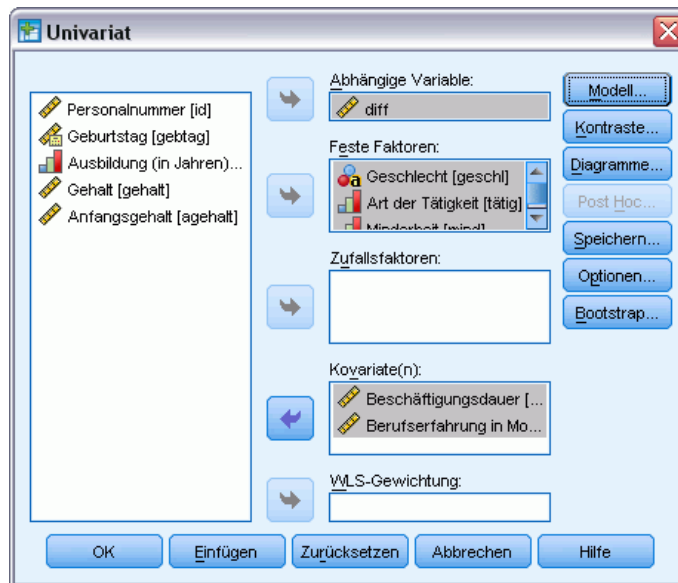 Univariat
Personalnummer [id]
Geburtstag [gebtag]
Ausbildung (in Jahren)...
Gehalt [gehalt]
Anfangsgehalt [agehalt]
Abhängige Variable:
diff
Feste Faktoren:
Geschlecht [geschl]
Art der Tätigkeit [tätig]
Minderheit [mind]
Zufallsfaktoren:
Kovariate(n):
Beschäftigungsdauer [...
Berufserfahrung in Mo...
WLS-Gewichtung:
Modell...
Kontraste...
Diagramme...
Post Hoc...
Speichern...
Optionen...
Bootstrap...
OK
Einfügen
Zurücksetzen
Abbrechen
Hilfe